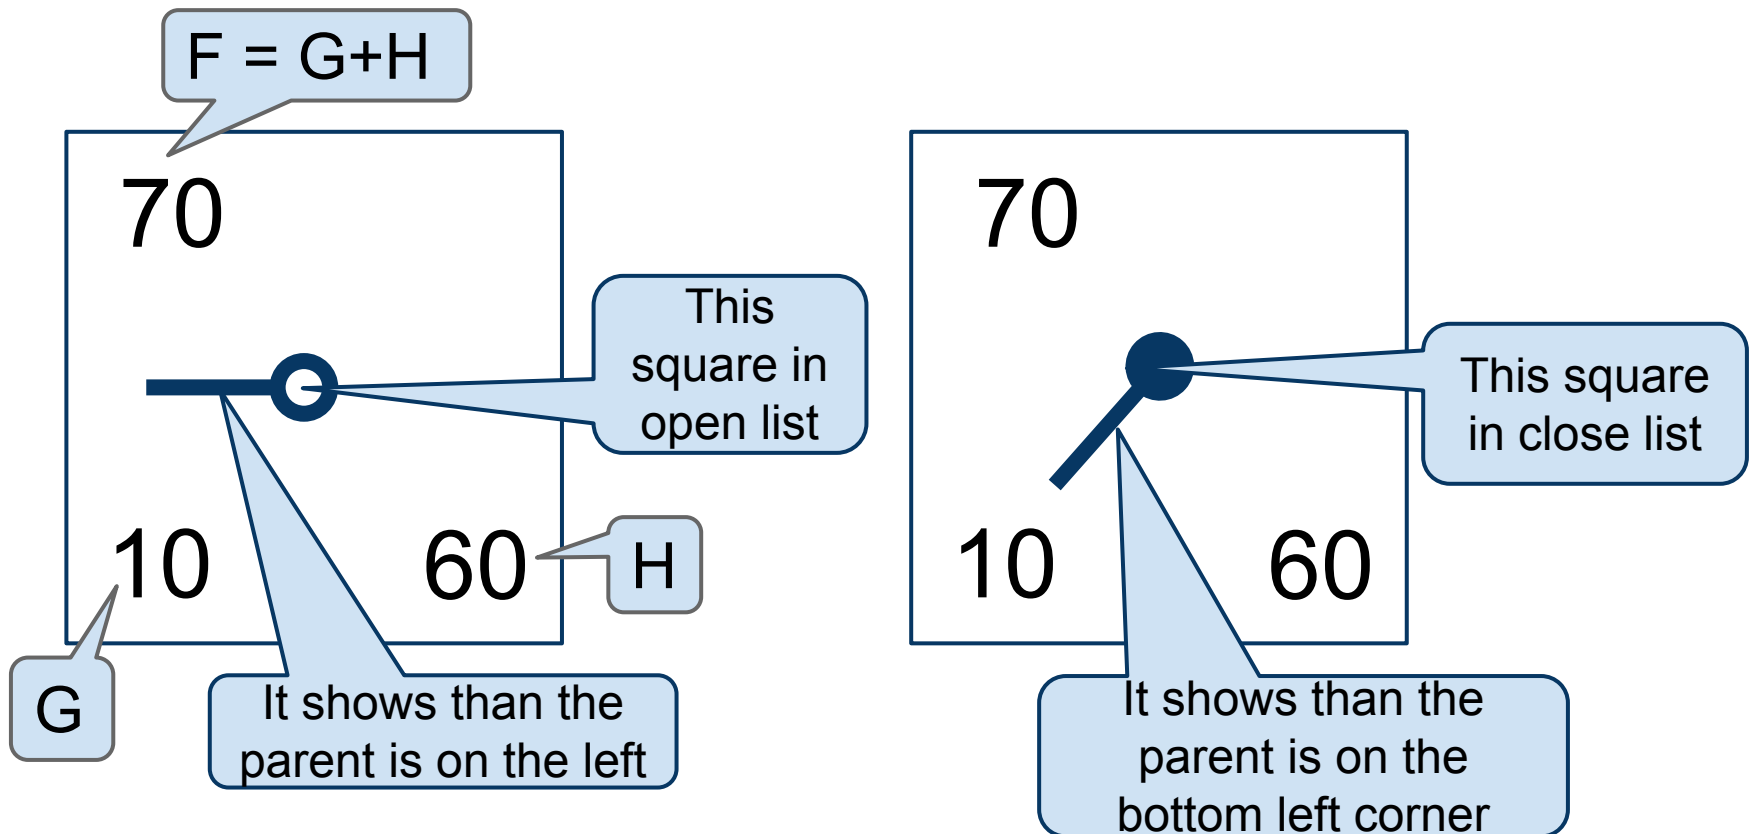 F = G+H
70
This
square in
open list
10
60
H
G
It shows than the
parent is on the left
70
This square
in close list
10
60
It shows than the
parent is on the
bottom left corner